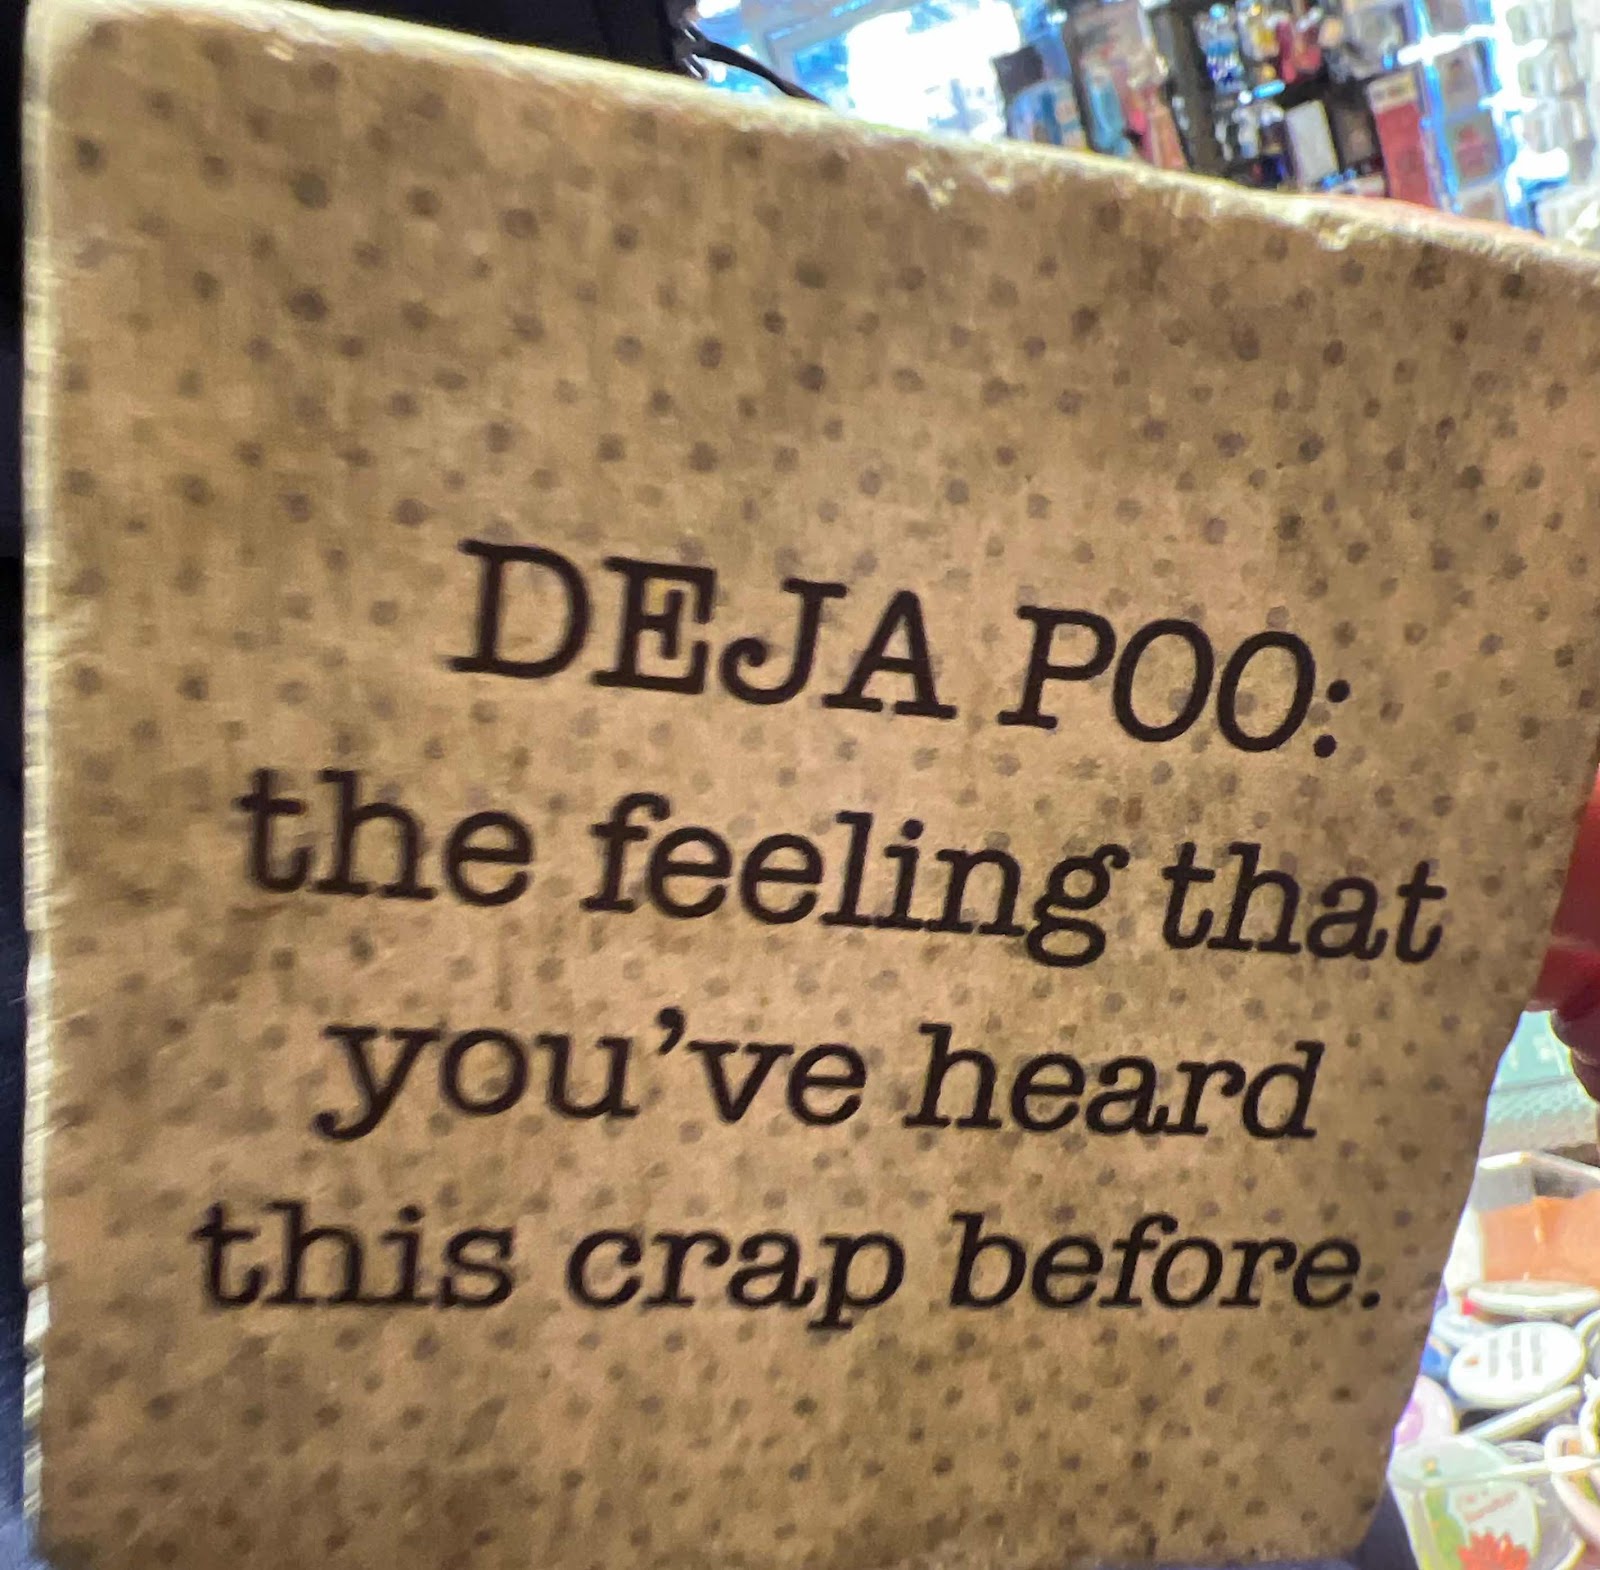 DEJA POO:
the feeling that
you've heard
this crap before.